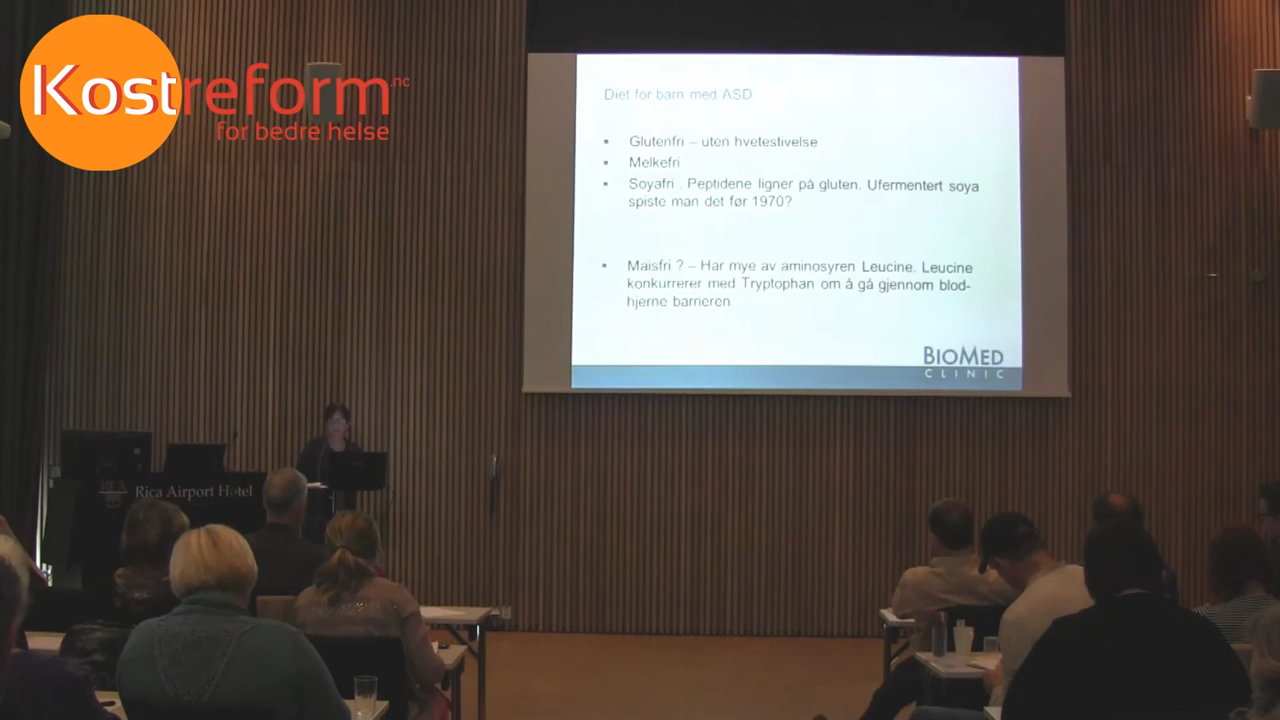 Kostreform
for bedre helse
Diet for barn med ASD
Glutenfri – uten hvetestivelse
Melkefri
Soyafri . Peptidene ligner på gluten. Ufermentert soya
spiste man det før 1970?
Maisfri ? – Har mye av aminosyren Leucine. Leucine
konkurrerer med Tryptophan om å gå gjennom blod-
hjerne barrieren
BIOMED
CLINIC
Rica Airport Hotel